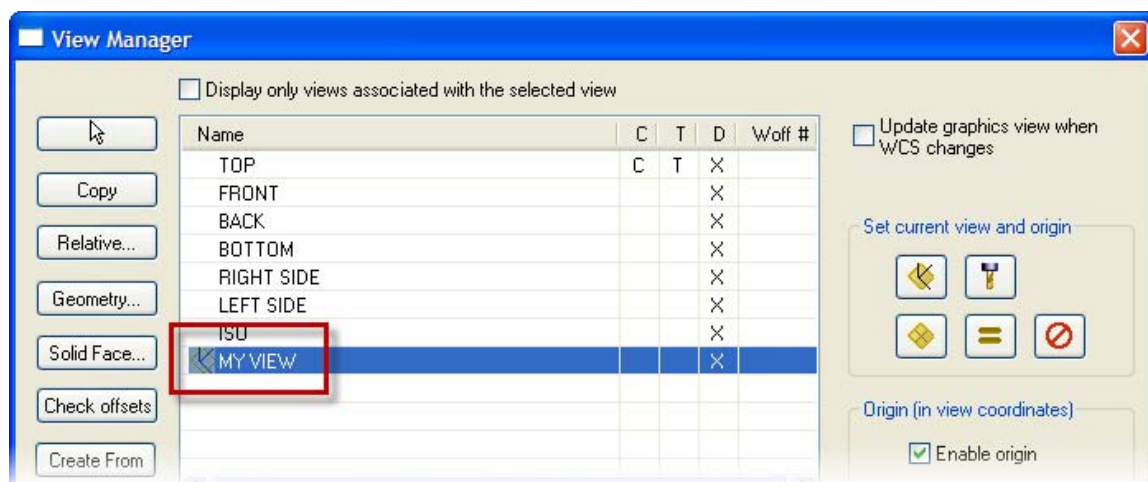 View Manager
Display only views associated with the selected view
Name C T D Woff #
TOP C T X
FRONT X
BACK X
BOTTOM X
RIGHT SIDE X
LEFT SIDE X
ISO X
MY VIEW X
Copy
Relative...
Geometry...
Solid Face...
Check offsets
Create From
Update graphics view when
WCS changes
Set current view and origin
Origin (in view coordinates)
Enable origin